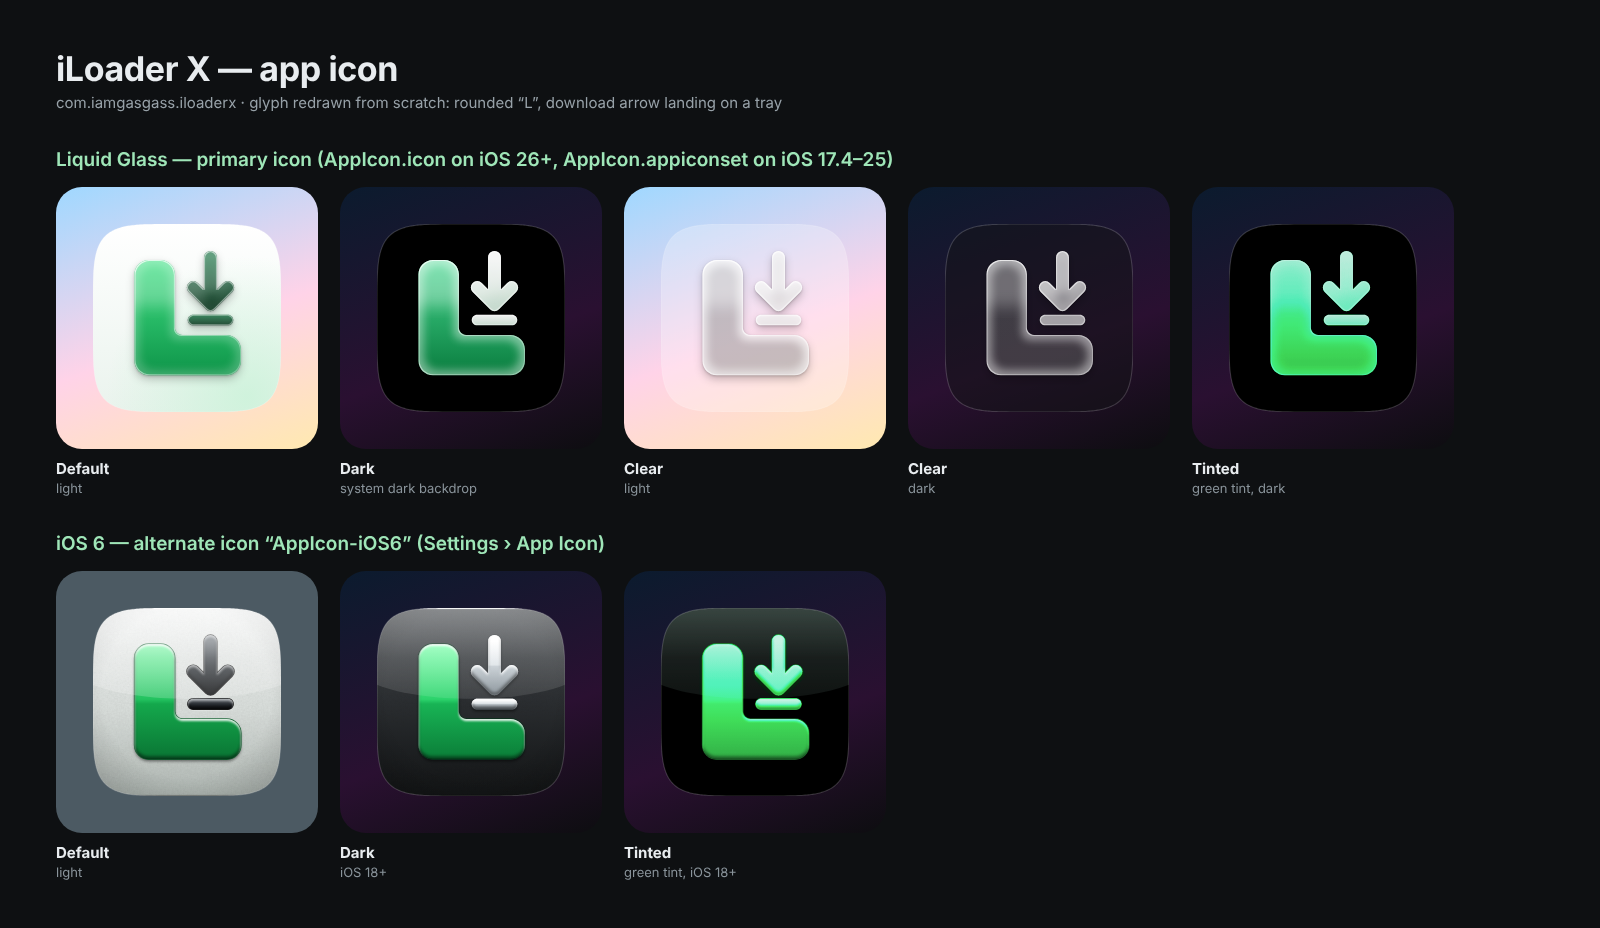 iLoader X — app icon
com.iamgasgass.iloaderx · glyph redrawn from scratch: rounded “L”, download arrow landing on a tray
Liquid Glass — primary icon (AppIcon.icon on iOS 26+, AppIcon.appiconset on iOS 17.4–25)
Default
light
Dark
system dark backdrop
Clear
light
Clear
dark
Tinted
green tint, dark
iOS 6 — alternate icon “AppIcon-iOS6” (Settings › App Icon)
Default
light
Dark
iOS 18+
Tinted
green tint, iOS 18+